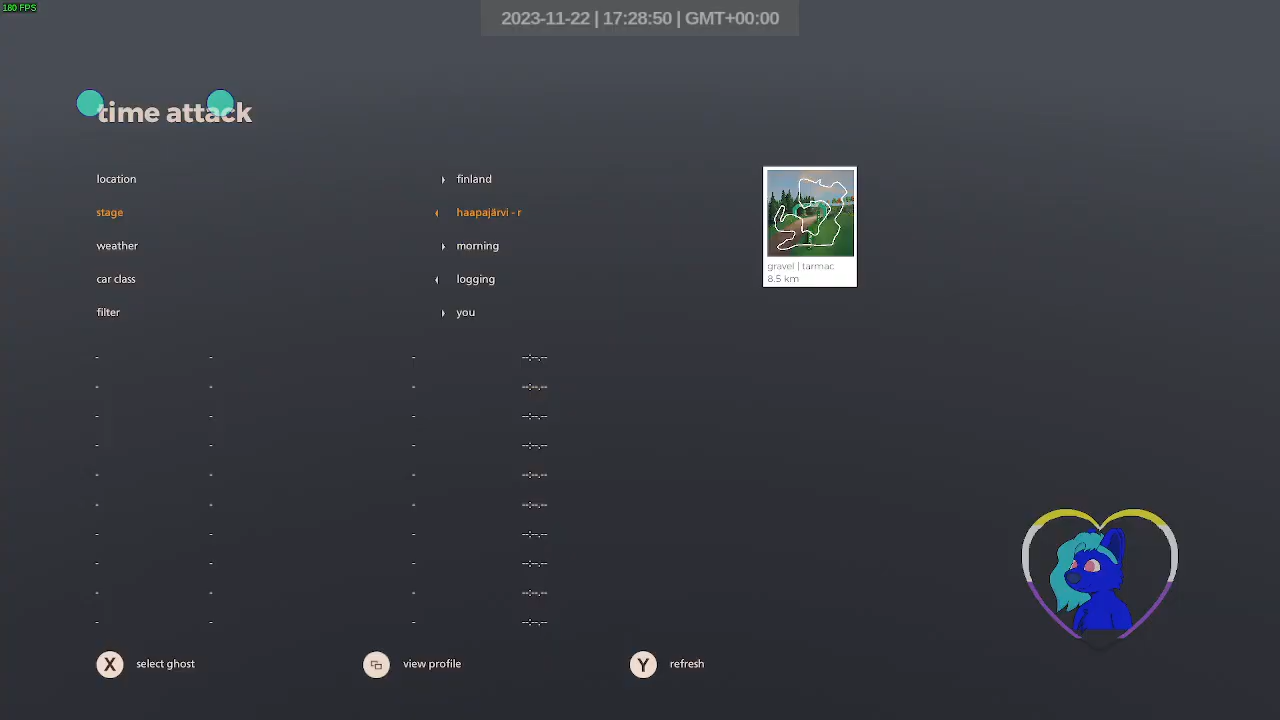 180 FPS
2023-11-22 | 17:28:50 | GMT+00:00
time attack
location finland
stage haapajärvi - r
weather morning
car class logging
filter you
gravel | tarmac
8.5 km
- - - --:--.--
- - - --:--.--
- - - --:--.--
- - - --:--.--
- - - --:--.--
- - - --:--.--
- - - --:--.--
- - - --:--.--
- - - --:--.--
- - - --:--.--
X select ghost view profile Y refresh